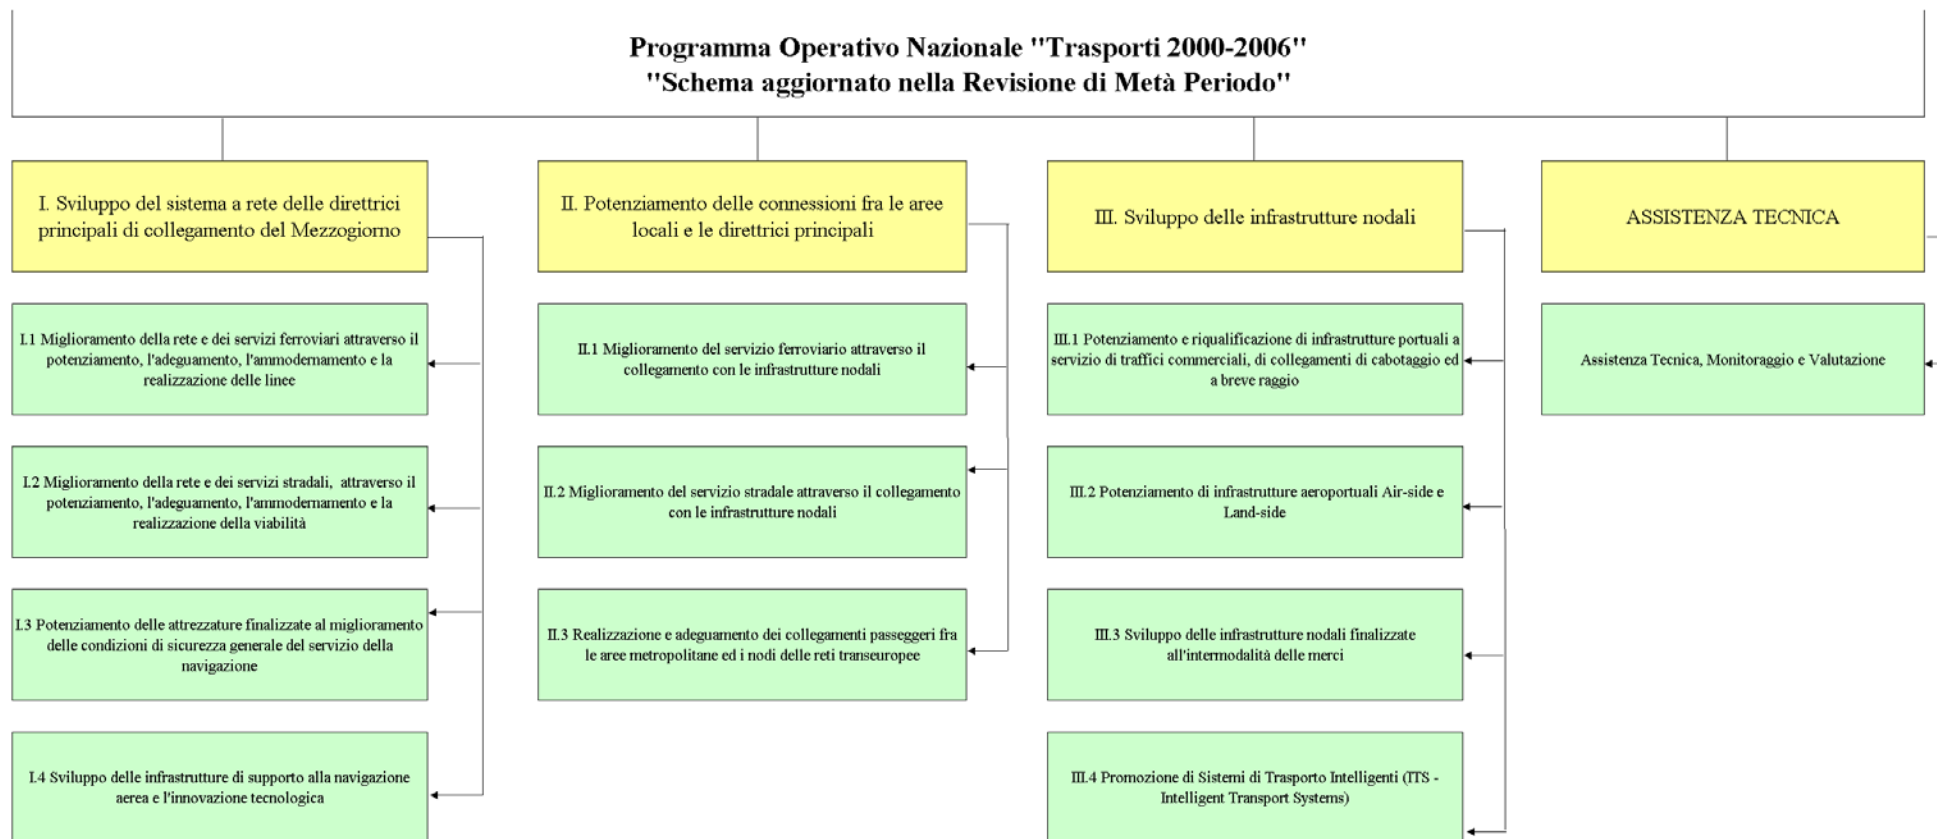 Programma Operativo Nazionale "Trasporti 2000-2006"
"Schema aggiornato nella Revisione di Metà Periodo"
I. Sviluppo del sistema a rete delle direttrici
principali di collegamento del Mezzogiorno
II. Potenziamento delle connessioni fra le aree
locali e le direttrici principali
III. Sviluppo delle infrastrutture nodali
ASSISTENZA TECNICA
I.1 Miglioramento della rete e dei servizi ferroviari attraverso il
potenziamento, l'adeguamento, l'ammodernamento e la
realizzazione delle linee
II.1 Miglioramento del servizio ferroviario attraverso il
collegamento con le infrastrutture nodali
III.1 Potenziamento e riqualificazione di infrastrutture portuali a
servizio di traffici commerciali, di collegamenti di cabotaggio ed
a breve raggio
Assistenza Tecnica, Monitoraggio e Valutazione
I.2 Miglioramento della rete e dei servizi stradali, attraverso il
potenziamento, l'adeguamento, l'ammodernamento e la
realizzazione della viabilità
II.2 Miglioramento del servizio stradale attraverso il collegamento
con le infrastrutture nodali
III.2 Potenziamento di infrastrutture aeroportuali Air-side e
Land-side
I.3 Potenziamento delle attrezzature finalizzate al miglioramento
delle condizioni di sicurezza generale del servizio della
navigazione
II.3 Realizzazione e adeguamento dei collegamenti passeggeri fra
le aree metropolitane ed i nodi delle reti transeuropee
III.3 Sviluppo delle infrastrutture nodali finalizzate
all'intermodalità delle merci
I.4 Sviluppo delle infrastrutture di supporto alla navigazione
aerea e l'innovazione tecnologica
III.4 Promozione di Sistemi di Trasporto Intelligenti (ITS -
Intelligent Transport Systems)